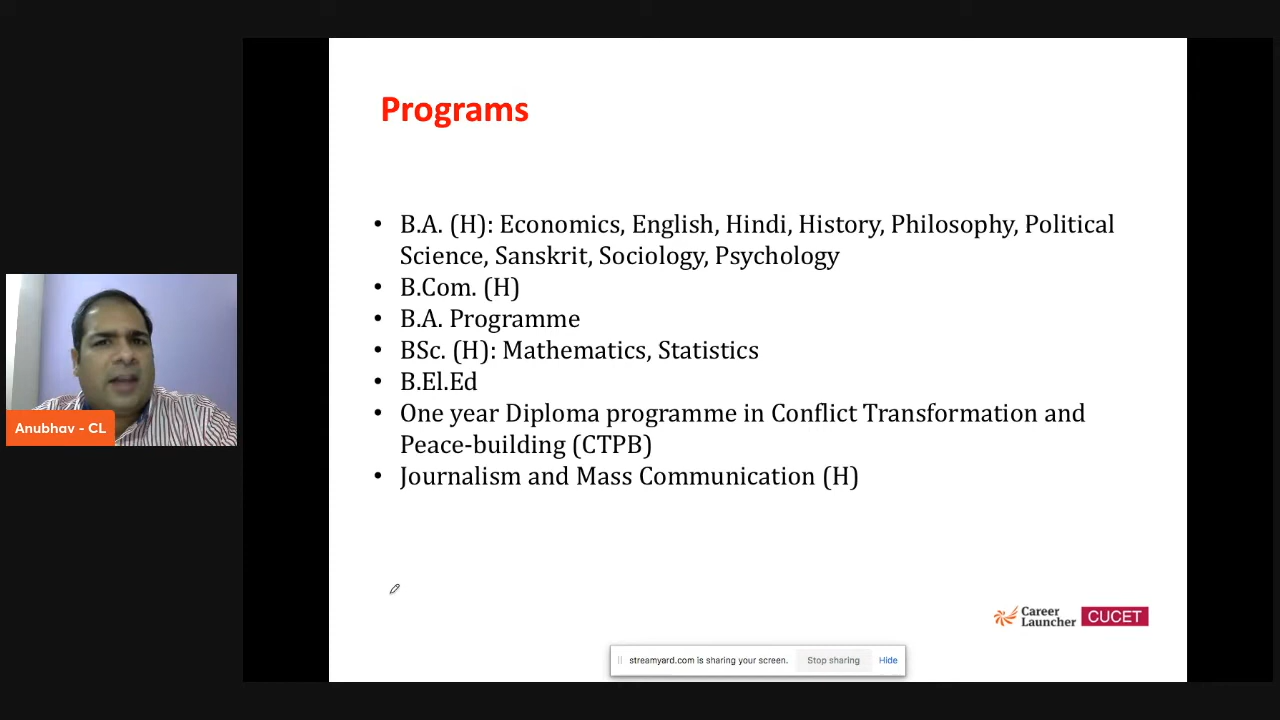 Programs
• B.A. (H): Economics, English, Hindi, History, Philosophy, Political
Science, Sanskrit, Sociology, Psychology
• B.Com. (H)
• B.A. Programme
• BSc. (H): Mathematics, Statistics
• B.El.Ed
• One year Diploma programme in Conflict Transformation and
Peace-building (CTPB)
• Journalism and Mass Communication (H)
Anubhav - CL
Career
Launcher
CUCET
streamyard.com is sharing your screen.
Stop sharing
Hide